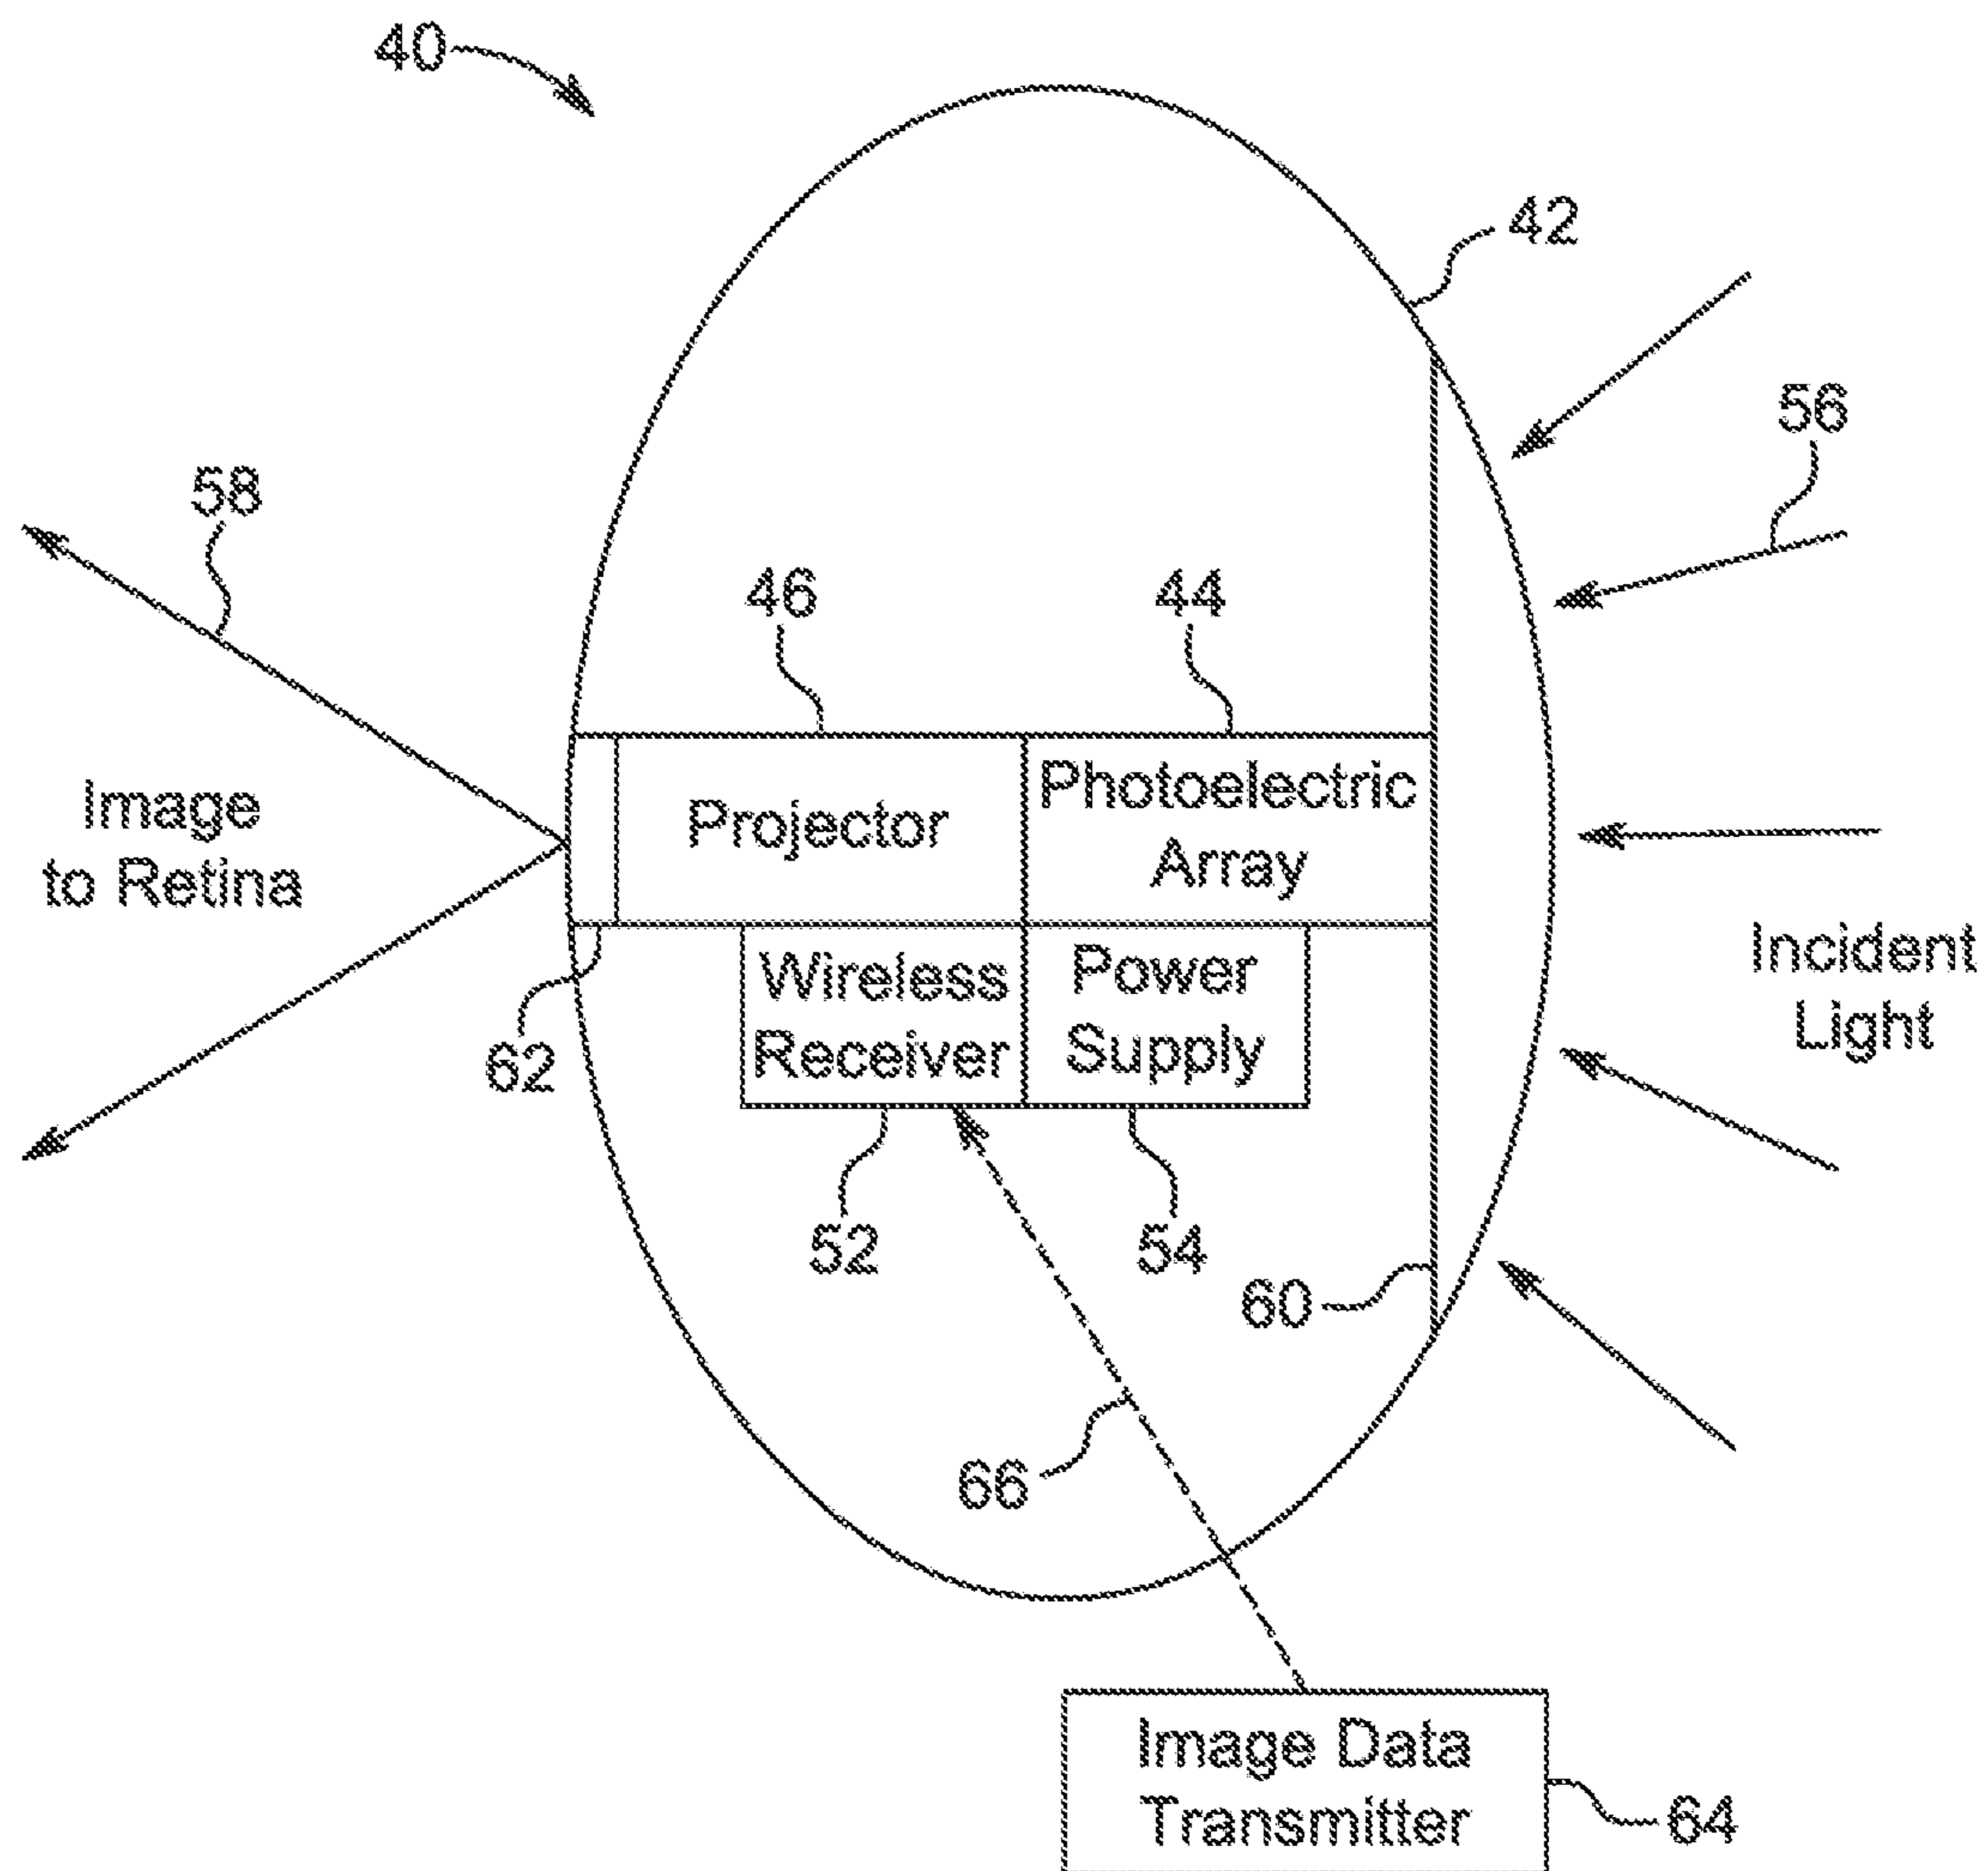 40
42
56
58
46
44
Image
to Retina
Projector
Photoelectric
Array
Incident
Light
Wireless
Receiver
Power
Supply
62
52
54
60
66
Image Data
Transmitter
64